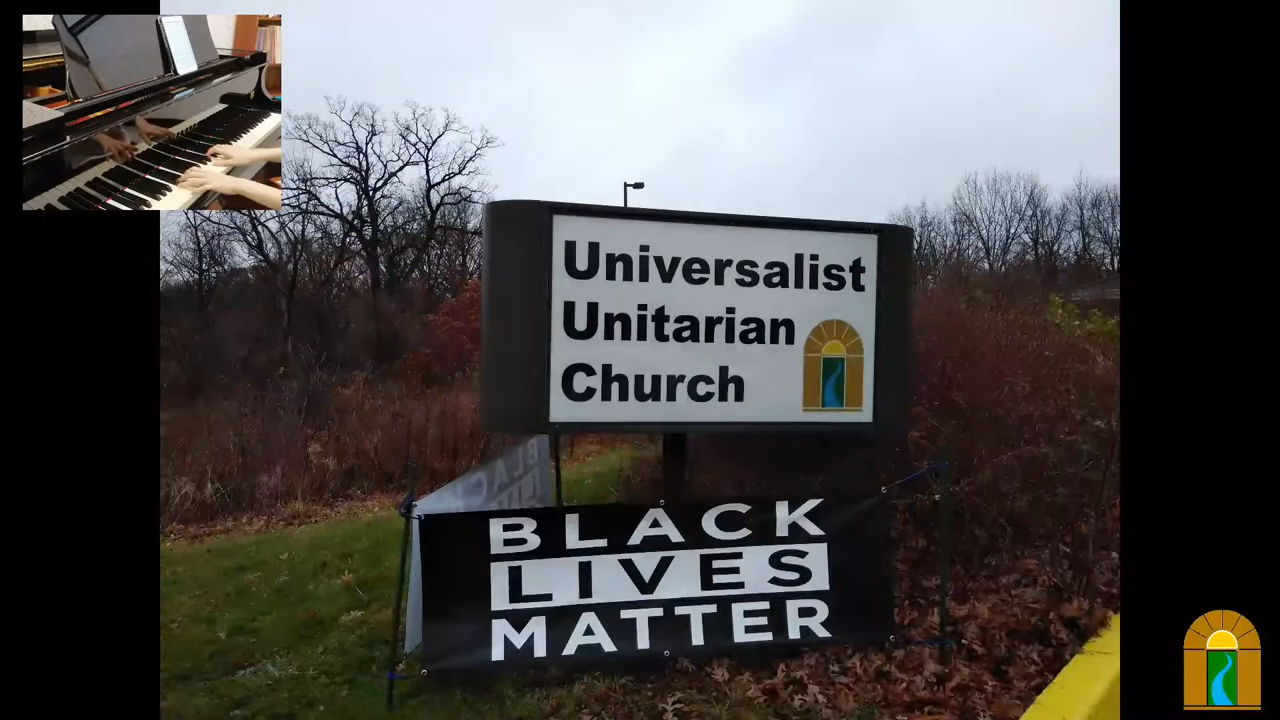 Universalist
Unitarian
Church
BLACK
LIVES
MATTER